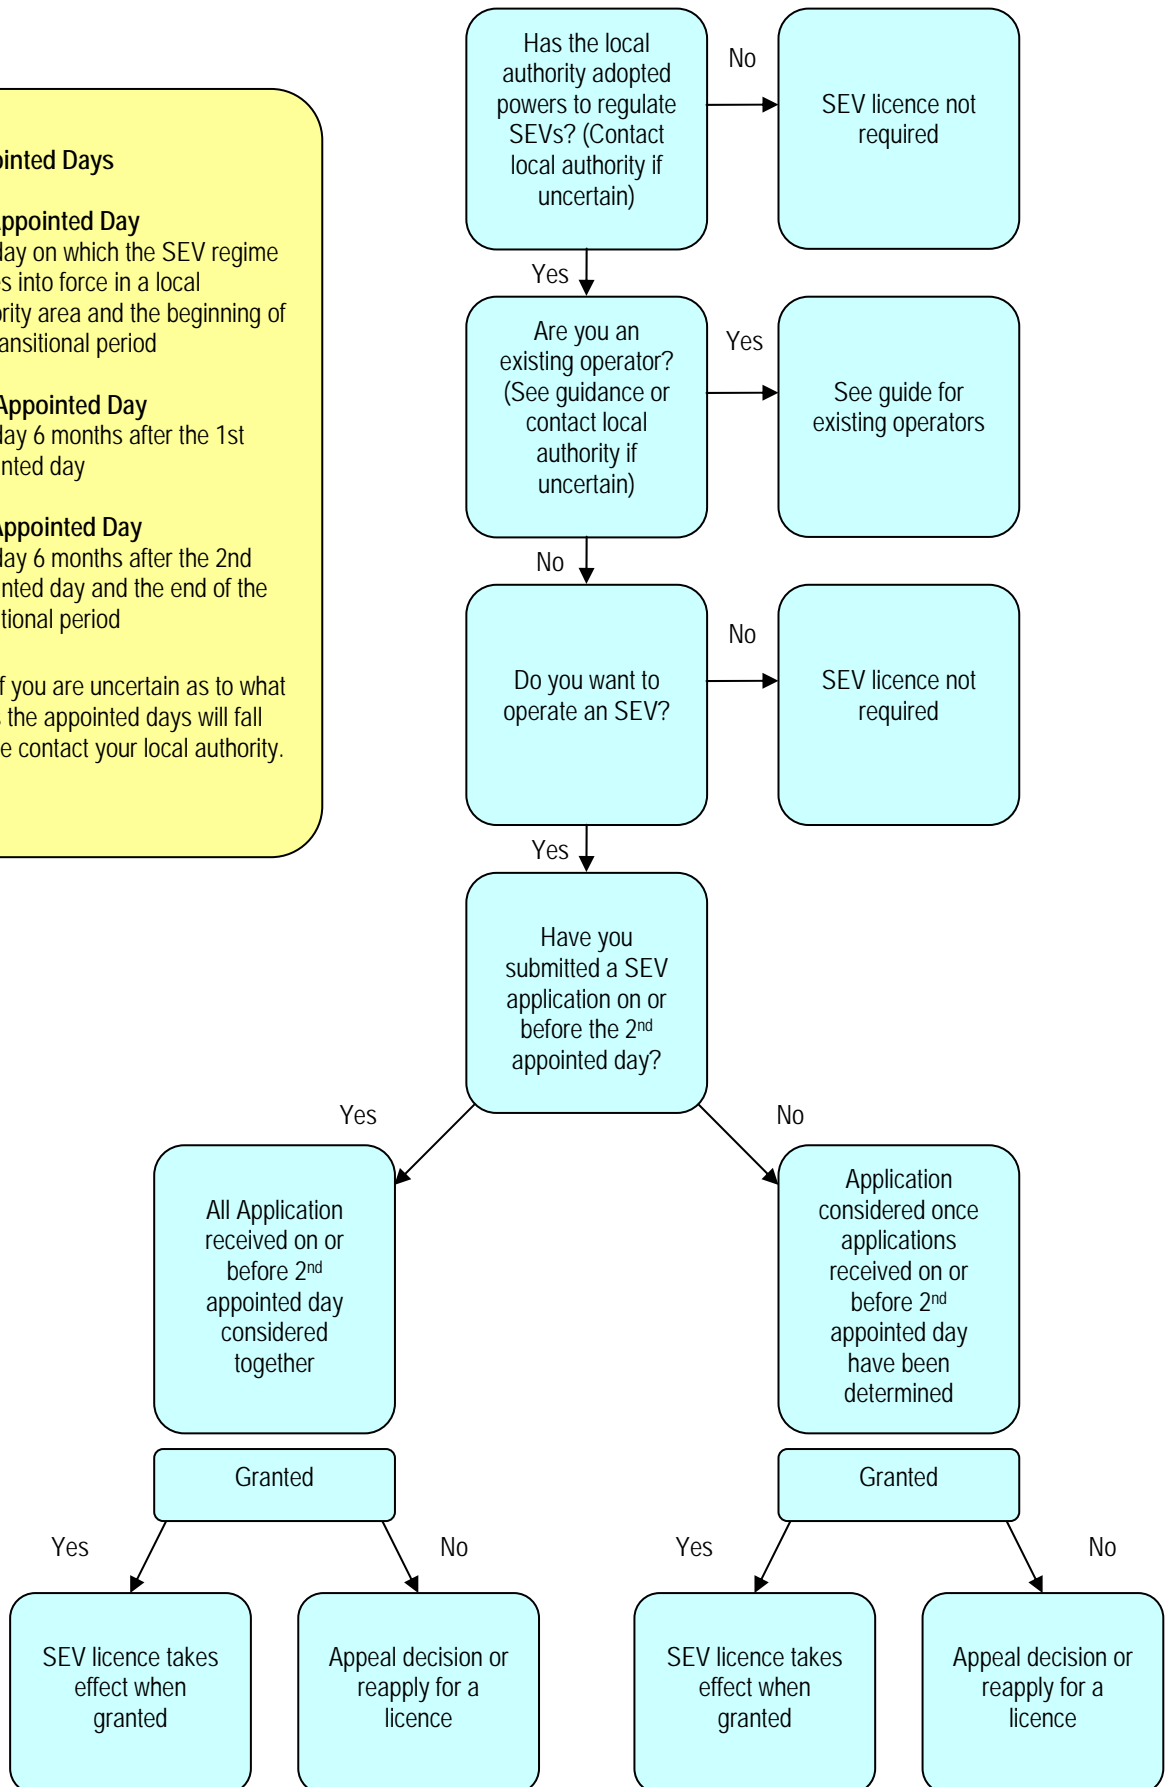 Has the local
authority adopted
powers to regulate
SEVs? (Contact
local authority if
uncertain)
No
SEV licence not
required
ointed Days
Appointed Day
day on which the SEV regime
es into force in a local
ority area and the beginning of
ransitional period
Appointed Day
day 6 months after the 1st
inted day
Appointed Day
day 6 months after the 2nd
inted day and the end of the
itional period
f you are uncertain as to what
s the appointed days will fall
e contact your local authority.
Yes
Are you an
existing operator?
(See guidance or
contact local
authority if
uncertain)
Yes
See guide for
existing operators
No
Do you want to
operate an SEV?
No
SEV licence not
required
Yes
Have you
submitted a SEV
application on or
before the 2nd
appointed day?
Yes
No
All Application
received on or
before 2nd
appointed day
considered
together
Application
considered once
applications
received on or
before 2nd
appointed day
have been
determined
Granted
Granted
Yes
No
Yes
No
SEV licence takes
effect when
granted
Appeal decision or
reapply for a
licence
SEV licence takes
effect when
granted
Appeal decision or
reapply for a
licence